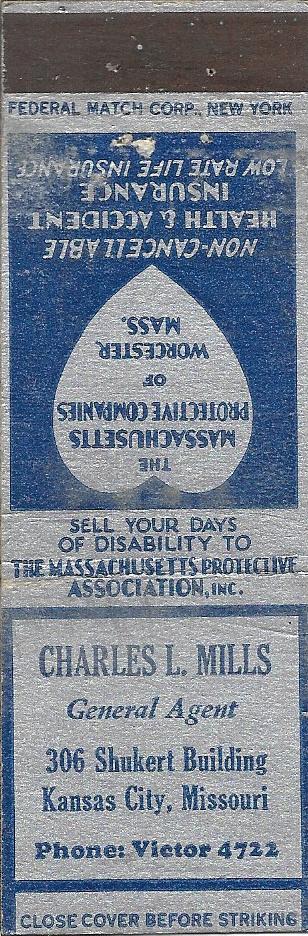 FEDERAL MATCH CORP., NEW YORK
THE
MASSACHUSETTS
PROTECTIVE COMPANIES
OF
WORCESTER,
MASS.
NON-CANCELLABLE
HEALTH & ACCIDENT
INSURANCE
LOW RATE LIFE INSURANCE
SELL YOUR DAYS
OF DISABILITY TO
THE MASSACHUSETTS PROTECTIVE
ASSOCIATION, INC.
CHARLES L. MILLS
General Agent
306 Shukert Building
Kansas City, Missouri
Phone: Victor 4722
CLOSE COVER BEFORE STRIKING